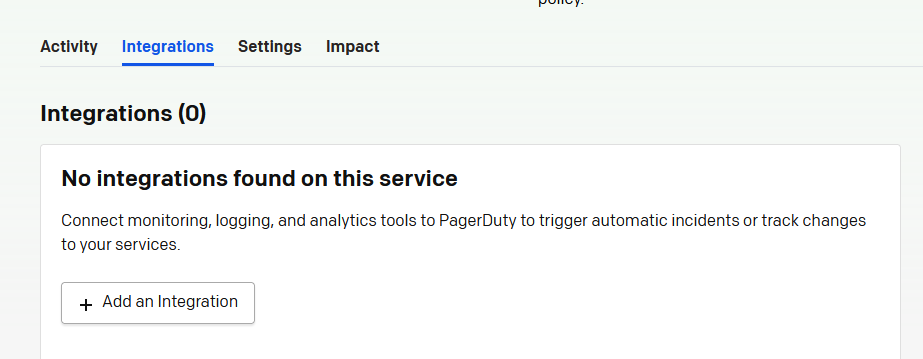 policy.
Activity Integrations Settings Impact
Integrations (0)
No integrations found on this service
Connect monitoring, logging, and analytics tools to PagerDuty to trigger automatic incidents or track changes
to your services.
+ Add an Integration